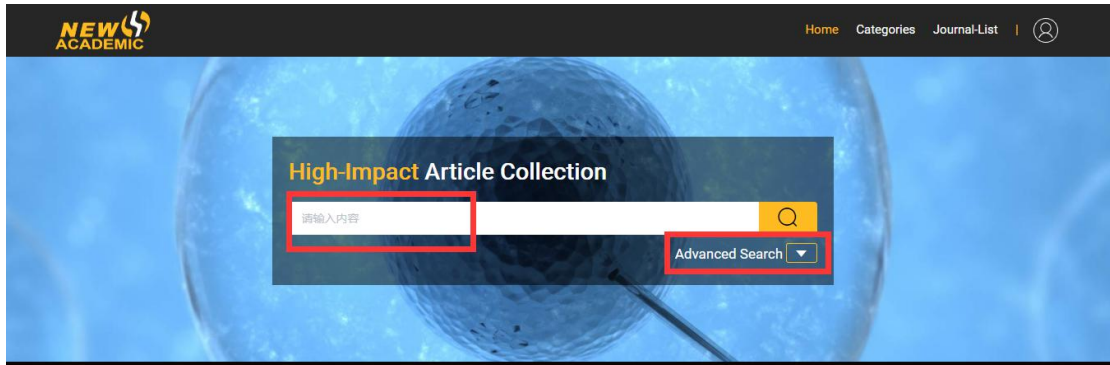 NEW
ACADEMIC
Home Categories Journal-List |
High-Impact Article Collection
请输入内容
Advanced Search